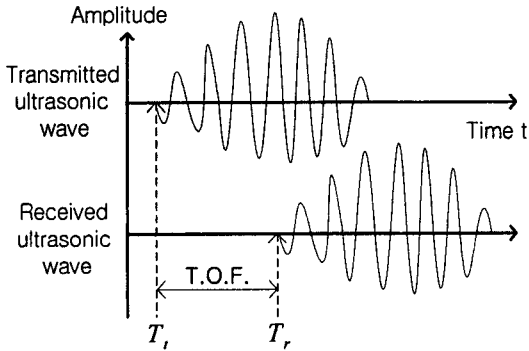 Amplitude
Transmitted
ultrasonic
wave
Time t
Received
ultrasonic
wave
T.O.F.
T_t
T_r